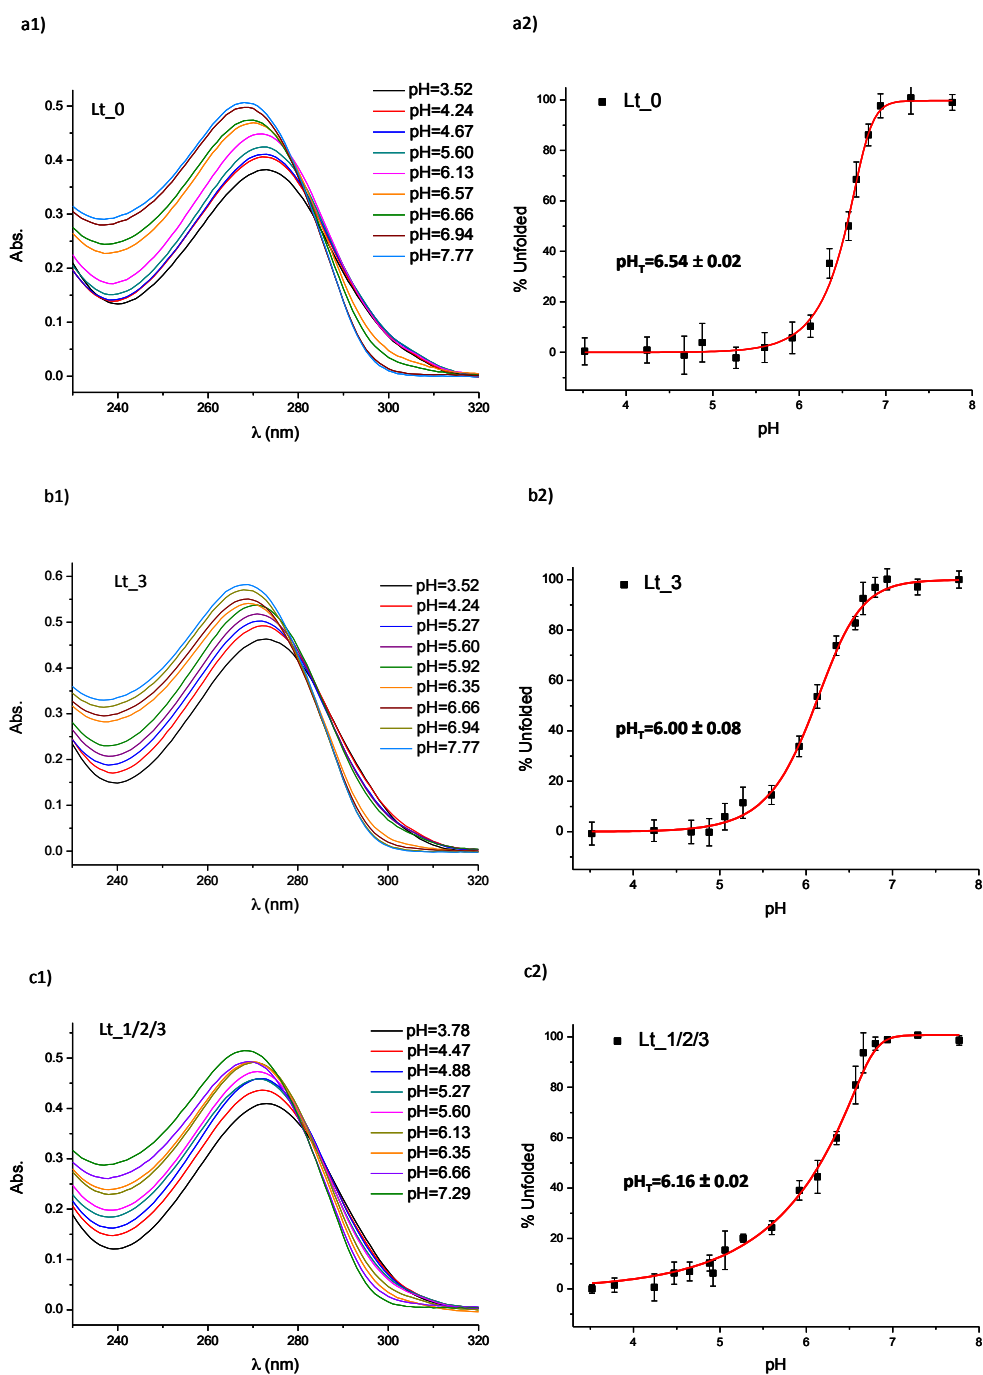 a1)
a2)
Lt_0
pH=3.52
pH=4.24
pH=4.67
pH=5.60
pH=6.13
pH=6.57
pH=6.66
pH=6.94
pH=7.77
0.5
0.4
0.3
0.2
0.1
0.0
Abs.
240
260
280
300
320
λ (nm)
Lt_0
100
80
60
40
20
0
% Unfolded
pHT=6.54 ± 0.02
4
5
6
7
8
pH
b1)
b2)
Lt_3
pH=3.52
pH=4.24
pH=5.27
pH=5.60
pH=5.92
pH=6.35
pH=6.66
pH=6.94
pH=7.77
0.6
0.5
0.4
0.3
0.2
0.1
0.0
Abs.
240
260
280
300
320
λ (nm)
Lt_3
100
80
60
40
20
0
% Unfolded
pHT=6.00 ± 0.08
4
5
6
7
8
pH
c1)
c2)
Lt_1/2/3
pH=3.78
pH=4.47
pH=4.88
pH=5.27
pH=5.60
pH=6.13
pH=6.35
pH=6.66
pH=7.29
0.5
0.4
0.3
0.2
0.1
0.0
Abs.
240
260
280
300
320
λ (nm)
Lt_1/2/3
100
80
60
40
20
0
% Unfolded
pHT=6.16 ± 0.02
4
5
6
7
8
pH